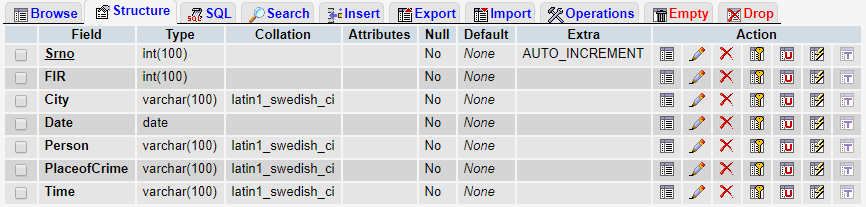 Browse Structure SQL Search Insert Export Import Operations Empty Drop
Field Type Collation Attributes Null Default Extra Action
Srno int(100) No None AUTO_INCREMENT
FIR int(100) No None
City varchar(100) latin1_swedish_ci No None
Date date No None
Person varchar(100) latin1_swedish_ci No None
PlaceofCrime varchar(100) latin1_swedish_ci No None
Time varchar(100) latin1_swedish_ci No None